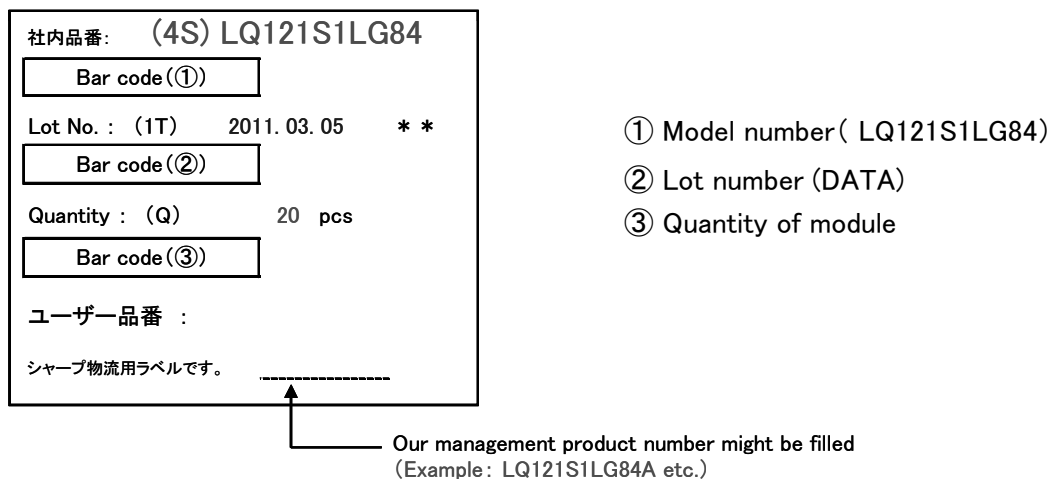 社内品番: (4S) LQ121S1LG84
Bar code(①)
Lot No. : (1T) 2011. 03. 05 * *
Bar code(②)
Quantity : (Q) 20 pcs
Bar code(③)
ユーザー品番 :
シャープ物流用ラベルです。
① Model number( LQ121S1LG84)
② Lot number (DATA)
③ Quantity of module
Our management product number might be filled
(Example: LQ121S1LG84A etc.)